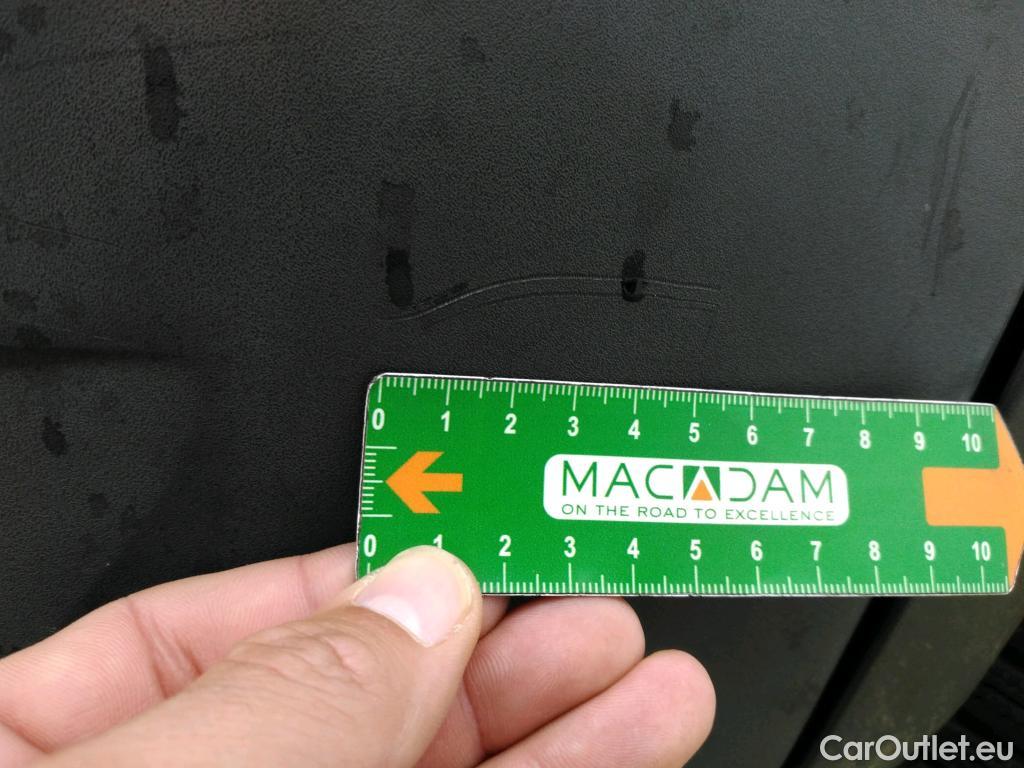 0 1 2 3 4 5 6 7 8 9 10
MACADAM
ON THE ROAD TO EXCELLENCE
0 1 2 3 4 5 6 7 8 9 10
CarOutlet.eu